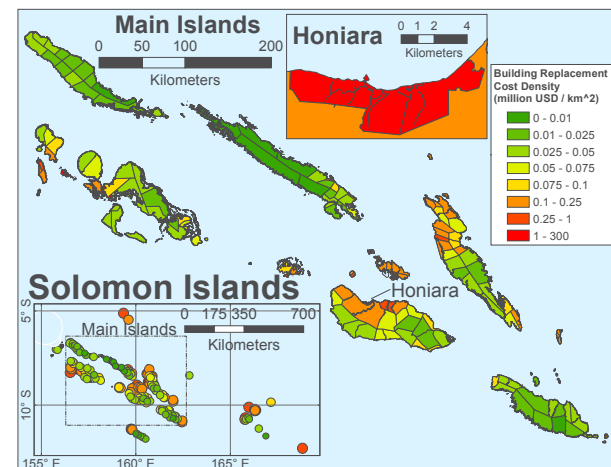 Main Islands
0 50 100 200
Kilometers
Honiara
0 1 2 4
Kilometers
Building Replacement
Cost Density
(million USD / km^2)
0 - 0.01
0.01 - 0.025
0.025 - 0.05
0.05 - 0.075
0.075 - 0.1
0.1 - 0.25
0.25 - 1
1 - 300
Honiara
Solomon Islands
0 175 350 700
Kilometers
Main Islands
5° S
10° S
155° E
160° E
165° E